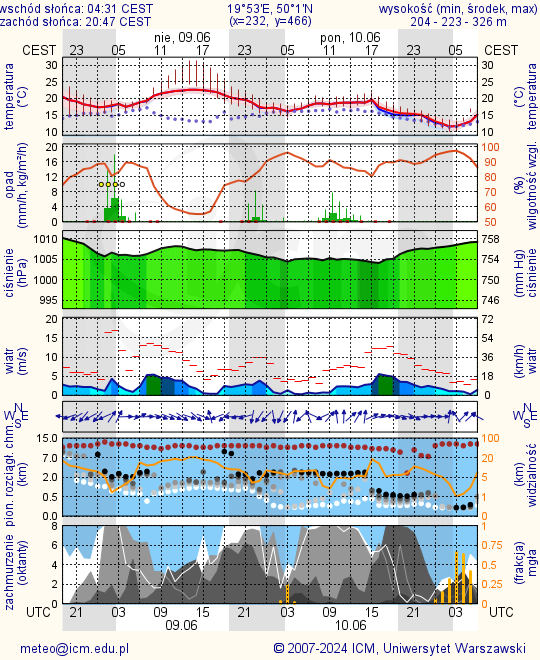 wschód słońca: 04:31 CEST 19°53'E, 50°1'N wysokość (min, środek, max)
zachód słońca: 20:47 CEST (x=232, y=466) 204 - 223 - 326 m
nie, 09.06 pon, 10.06
CEST 23 05 11 17 23 05 11 17 23 05 CEST
temperatura (°C) 30 25 20 15 10
30 25 20 15 10 (°C) temperatura
opad (mm/h, kg/m²/h) 20 16 12 8 4 0
100 90 80 70 60 50 (%) wilgotność wzgl.
ciśnienie (hPa) 1010 1005 1000 995
758 754 750 746 (mm Hg) ciśnienie
wiatr (m/s) 20 15 10 5 0
72 54 36 18 0 (km/h) wiatr
N W E S
N W E S
pion. rozciągł. chm. (km) 15.0 7.0 2.0 0.5 0.0
100 20 5 1 0 (km) widzialność
zachmurzenie (oktanty) 8 6 4 2 0
1 0.75 0.5 0.25 0 (frakcja) mgła
UTC 21 03 09 15 21 03 09 15 21 03 UTC
09.06 10.06
meteo@icm.edu.pl © 2007-2024 ICM, Uniwersytet Warszawski